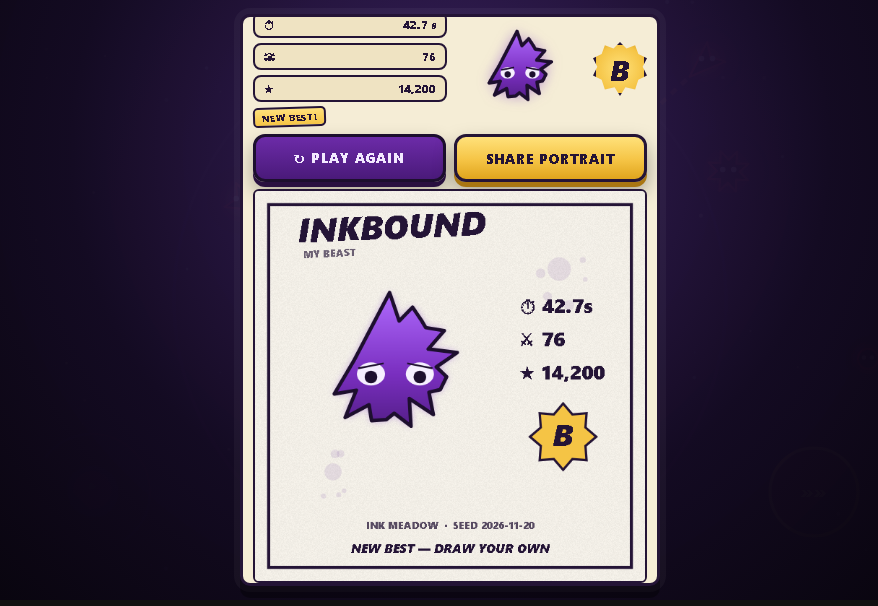 42.7 s
76
14,200
NEW BEST!
B
PLAY AGAIN
SHARE PORTRAIT
INKBOUND
MY BEAST
42.7s
76
14,200
B
INK MEADOW · SEED 2026-11-20
NEW BEST — DRAW YOUR OWN